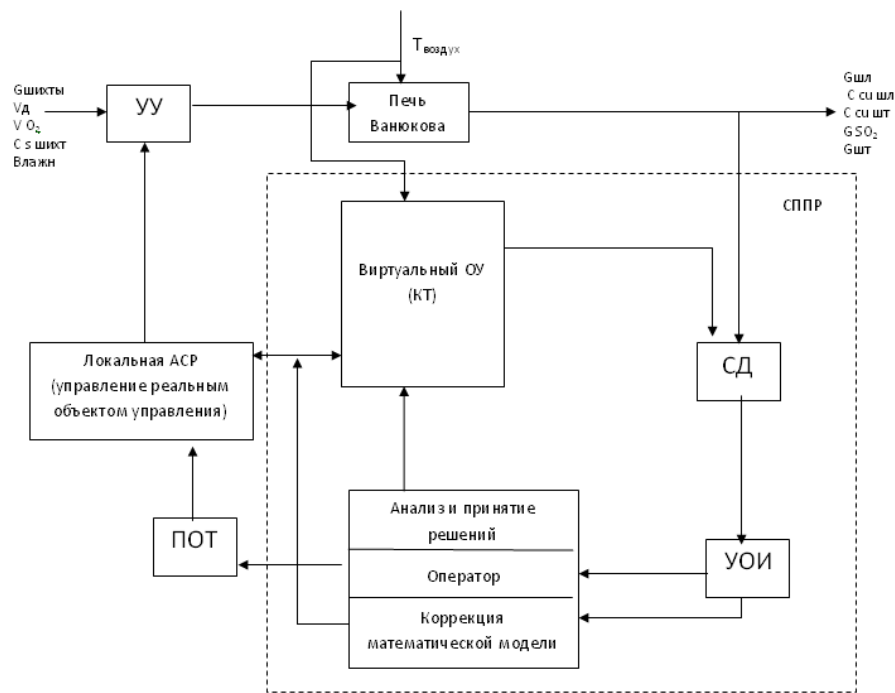 Tвоздух
Gшихты
Vд
V O₂
C s шихт
Влажн
УУ
Печь
Ванюкова
Gшл
C cu шл
C cu шт
G SO₂
Gшт
СППР
Виртуальный ОУ
(КТ)
Локальная АСР
(управление реальным
объектом управления)
СД
Анализ и принятие
решений
ПОТ
Оператор
УОИ
Коррекция
математической модели